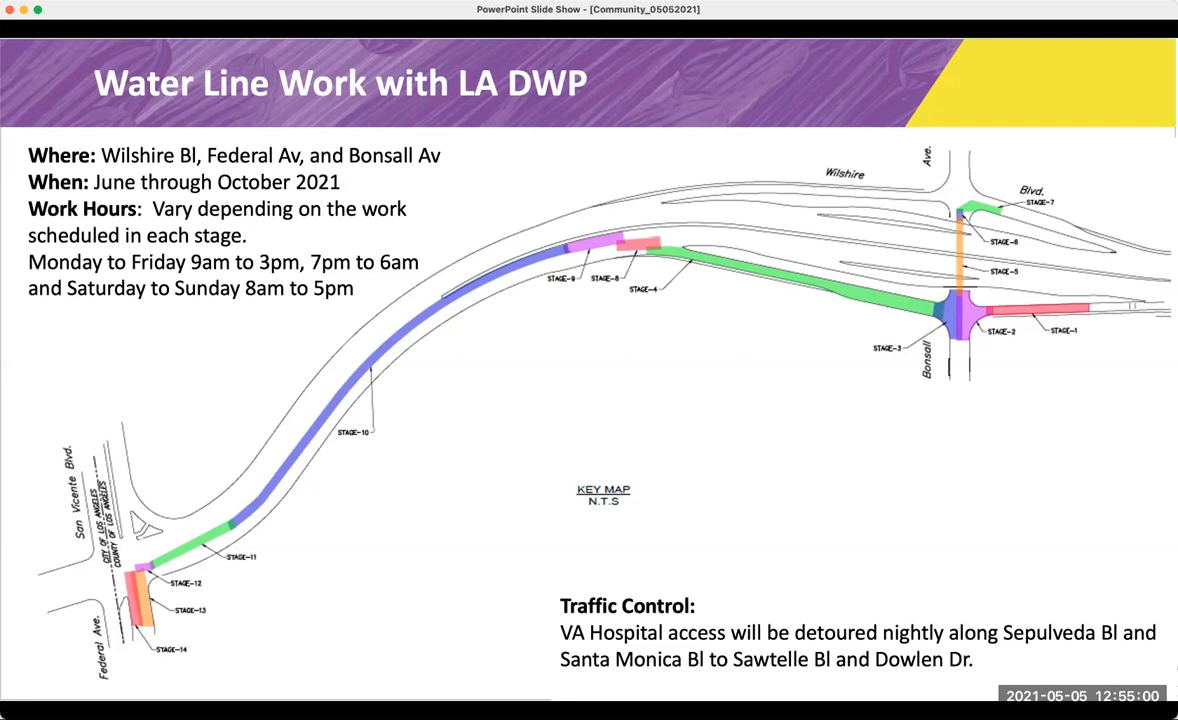 PowerPoint Slide Show - [Community_05052021]
Water Line Work with LA DWP
Where: Wilshire Bl, Federal Av, and Bonsall Av
When: June through October 2021
Work Hours:  Vary depending on the work
scheduled in each stage.
Monday to Friday 9am to 3pm, 7pm to 6am
and Saturday to Sunday 8am to 5pm
Ave.
Wilshire
Blvd.
STAGE-7
STAGE-6
STAGE-5
STAGE-9
STAGE-8
STAGE-4
STAGE-2
STAGE-1
STAGE-3
Bonsall
STAGE-10
San Vicente Blvd.
CITY OF LOS ANGELES
COUNTY OF LOS ANGELES
KEY MAP
N.T.S
STAGE-11
STAGE-12
STAGE-13
STAGE-14
Federal Ave.
Traffic Control:
VA Hospital access will be detoured nightly along Sepulveda Bl and
Santa Monica Bl to Sawtelle Bl and Dowlen Dr.
2021-05-05 12:55:00